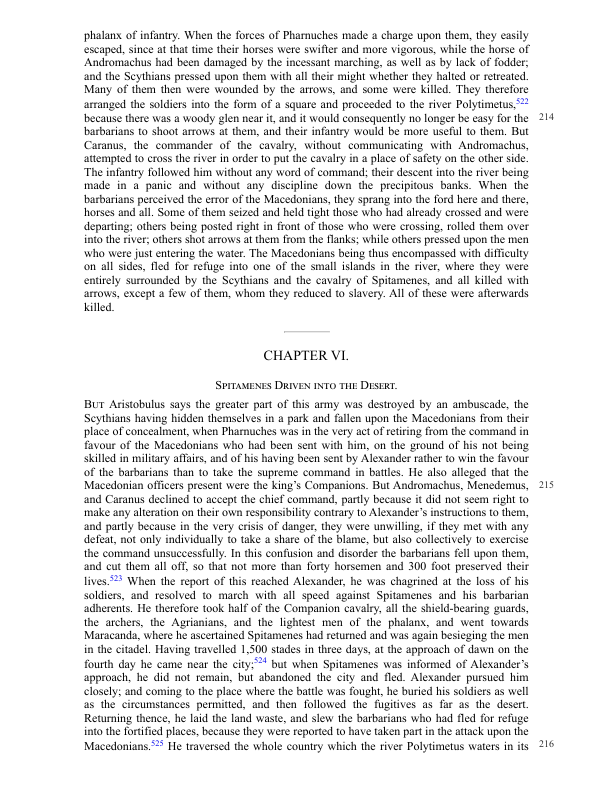 phalanx of infantry. When the forces of Pharnuches made a charge upon them, they easily
escaped, since at that time their horses were swifter and more vigorous, while the horse of
Andromachus had been damaged by the incessant marching, as well as by lack of fodder;
and the Scythians pressed upon them with all their might whether they halted or retreated.
Many of them then were wounded by the arrows, and some were killed. They therefore
arranged the soldiers into the form of a square and proceeded to the river Polytimetus,522
because there was a woody glen near it, and it would consequently no longer be easy for the 214
barbarians to shoot arrows at them, and their infantry would be more useful to them. But
Caranus, the commander of the cavalry, without communicating with Andromachus,
attempted to cross the river in order to put the cavalry in a place of safety on the other side.
The infantry followed him without any word of command; their descent into the river being
made in a panic and without any discipline down the precipitous banks. When the
barbarians perceived the error of the Macedonians, they sprang into the ford here and there,
horses and all. Some of them seized and held tight those who had already crossed and were
departing; others being posted right in front of those who were crossing, rolled them over
into the river; others shot arrows at them from the flanks; while others pressed upon the men
who were just entering the water. The Macedonians being thus encompassed with difficulty
on all sides, fled for refuge into one of the small islands in the river, where they were
entirely surrounded by the Scythians and the cavalry of Spitamenes, and all killed with
arrows, except a few of them, whom they reduced to slavery. All of these were afterwards
killed.
CHAPTER VI.
SPITAMENES DRIVEN INTO THE DESERT.
BUT Aristobulus says the greater part of this army was destroyed by an ambuscade, the
Scythians having hidden themselves in a park and fallen upon the Macedonians from their
place of concealment, when Pharnuches was in the very act of retiring from the command in
favour of the Macedonians who had been sent with him, on the ground of his not being
skilled in military affairs, and of his having been sent by Alexander rather to win the favour
of the barbarians than to take the supreme command in battles. He also alleged that the
Macedonian officers present were the king’s Companions. But Andromachus, Menedemus, 215
and Caranus declined to accept the chief command, partly because it did not seem right to
make any alteration on their own responsibility contrary to Alexander’s instructions to them,
and partly because in the very crisis of danger, they were unwilling, if they met with any
defeat, not only individually to take a share of the blame, but also collectively to exercise
the command unsuccessfully. In this confusion and disorder the barbarians fell upon them,
and cut them all off, so that not more than forty horsemen and 300 foot preserved their
lives.523 When the report of this reached Alexander, he was chagrined at the loss of his
soldiers, and resolved to march with all speed against Spitamenes and his barbarian
adherents. He therefore took half of the Companion cavalry, all the shield-bearing guards,
the archers, the Agrianians, and the lightest men of the phalanx, and went towards
Maracanda, where he ascertained Spitamenes had returned and was again besieging the men
in the citadel. Having travelled 1,500 stades in three days, at the approach of dawn on the
fourth day he came near the city;524 but when Spitamenes was informed of Alexander’s
approach, he did not remain, but abandoned the city and fled. Alexander pursued him
closely; and coming to the place where the battle was fought, he buried his soldiers as well
as the circumstances permitted, and then followed the fugitives as far as the desert.
Returning thence, he laid the land waste, and slew the barbarians who had fled for refuge
into the fortified places, because they were reported to have taken part in the attack upon the
Macedonians.525 He traversed the whole country which the river Polytimetus waters in its 216